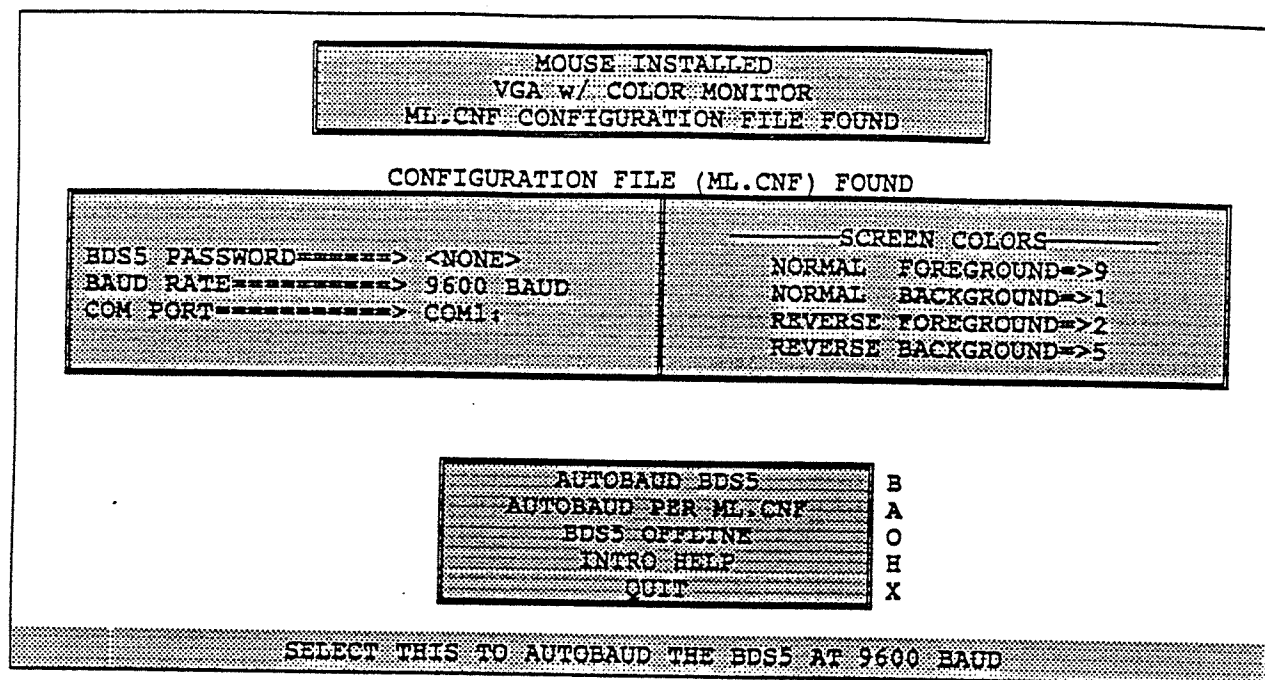 MOUSE INSTALLED
VGA w/ COLOR MONITOR
ML.CNF CONFIGURATION FILE FOUND
CONFIGURATION FILE (ML.CNF) FOUND
BDS5 PASSWORD======> <NONE>
BAUD RATE==========> 9600 BAUD
COM PORT===========> COM1:
SCREEN COLORS
NORMAL FOREGROUND=>9
NORMAL BACKGROUND=>1
REVERSE FOREGROUND=>2
REVERSE BACKGROUND=>5
AUTOBAUD BDS5 B
AUTOBAUD PER ML.CNF A
BDS5 OFFLINE O
INTRO HELP H
QUIT X
SELECT THIS TO AUTOBAUD THE BDS5 AT 9600 BAUD